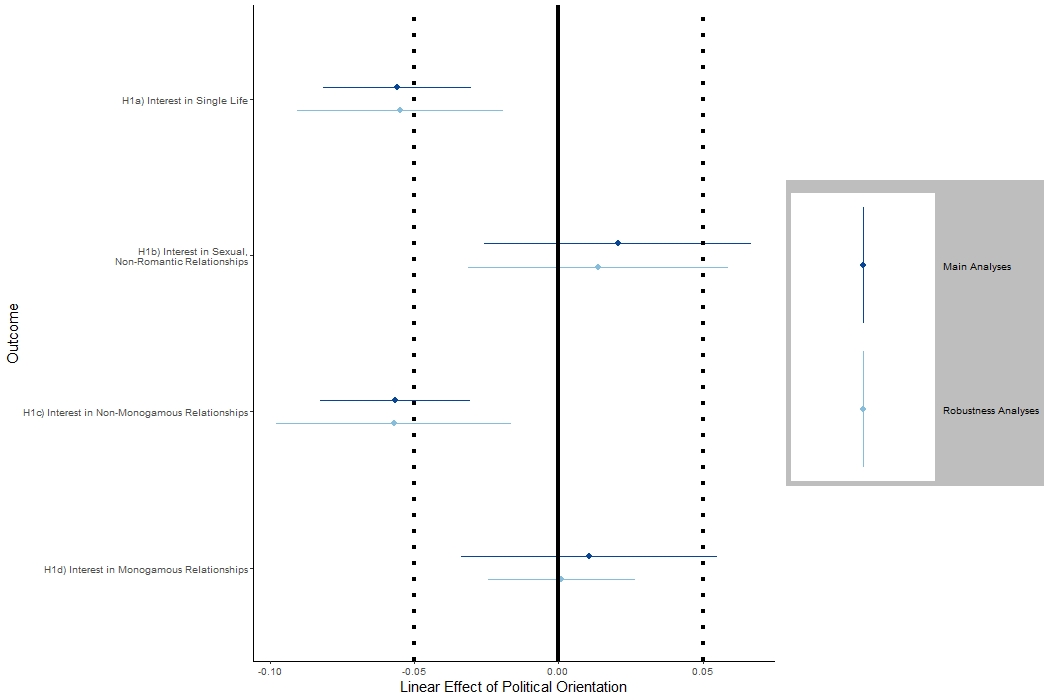 H1a) Interest in Single Life
H1b) Interest in Sexual,
Non-Romantic Relationships
H1c) Interest in Non-Monogamous Relationships
H1d) Interest in Monogamous Relationships
Outcome
-0.10
-0.05
0.00
0.05
Linear Effect of Political Orientation
Main Analyses
Robustness Analyses